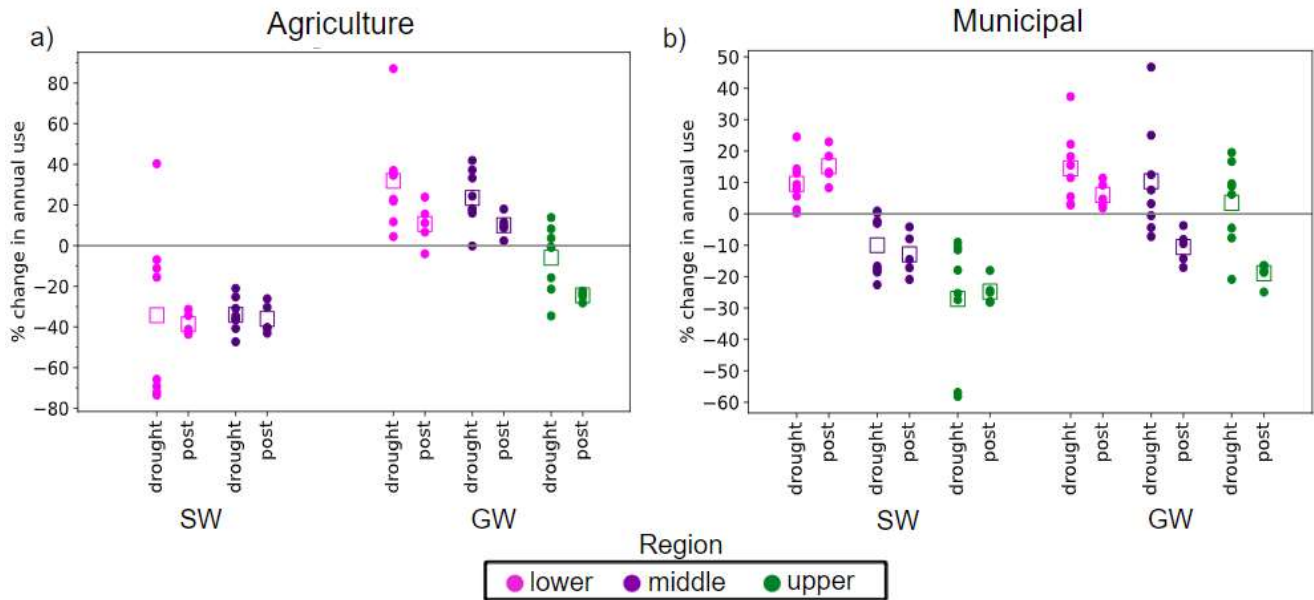 a)
Agriculture
% change in annual use
80
60
40
20
0
−20
−40
−60
−80
drought
post
drought
post
drought
post
drought
post
drought
post
SW
GW
b)
Municipal
% change in annual use
50
40
30
20
10
0
−10
−20
−30
−40
−50
−60
drought
post
drought
post
drought
post
drought
post
drought
post
drought
post
SW
GW
Region
lower middle upper